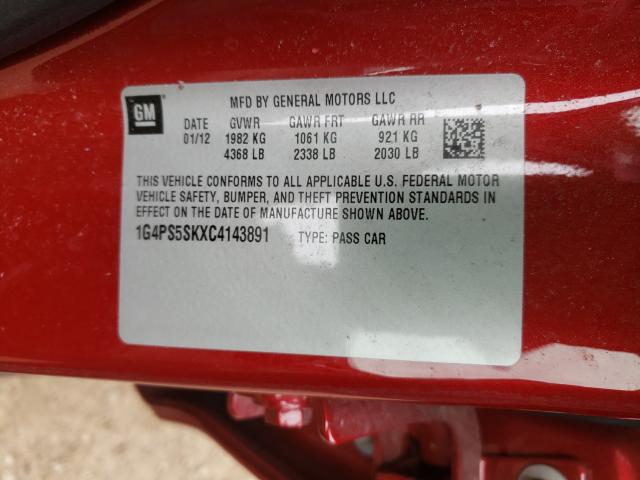 GM
MFD BY GENERAL MOTORS LLC
DATE GVWR GAWR FRT GAWR RR
01/12 1982 KG 1061 KG 921 KG
4368 LB 2338 LB 2030 LB
THIS VEHICLE CONFORMS TO ALL APPLICABLE U.S. FEDERAL MOTOR
VEHICLE SAFETY, BUMPER, AND THEFT PREVENTION STANDARDS IN
EFFECT ON THE DATE OF MANUFACTURE SHOWN ABOVE.
1G4PS5SKXC4143891 TYPE: PASS CAR